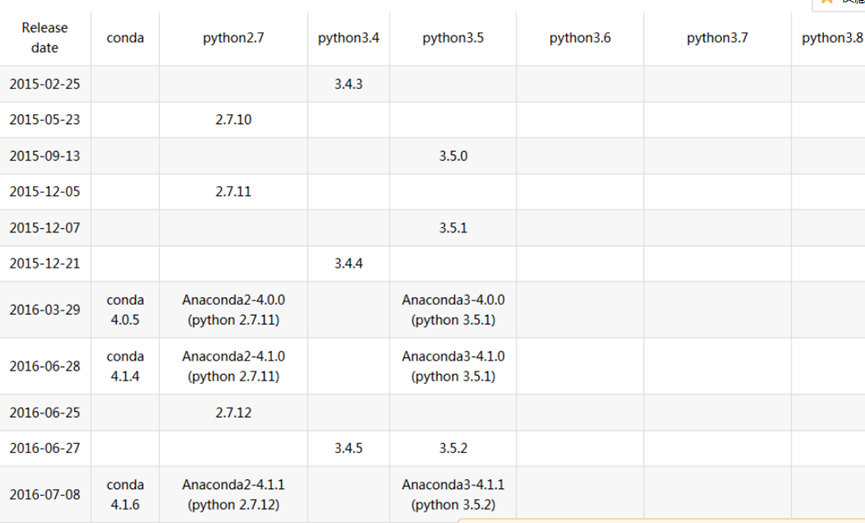 Release date conda python2.7 python3.4 python3.5 python3.6 python3.7 python3.8
2015-02-25 3.4.3
2015-05-23 2.7.10
2015-09-13 3.5.0
2015-12-05 2.7.11
2015-12-07 3.5.1
2015-12-21 3.4.4
2016-03-29 conda 4.0.5 Anaconda2-4.0.0 (python 2.7.11) Anaconda3-4.0.0 (python 3.5.1)
2016-06-28 conda 4.1.4 Anaconda2-4.1.0 (python 2.7.11) Anaconda3-4.1.0 (python 3.5.1)
2016-06-25 2.7.12
2016-06-27 3.4.5 3.5.2
2016-07-08 conda 4.1.6 Anaconda2-4.1.1 (python 2.7.12) Anaconda3-4.1.1 (python 3.5.2)